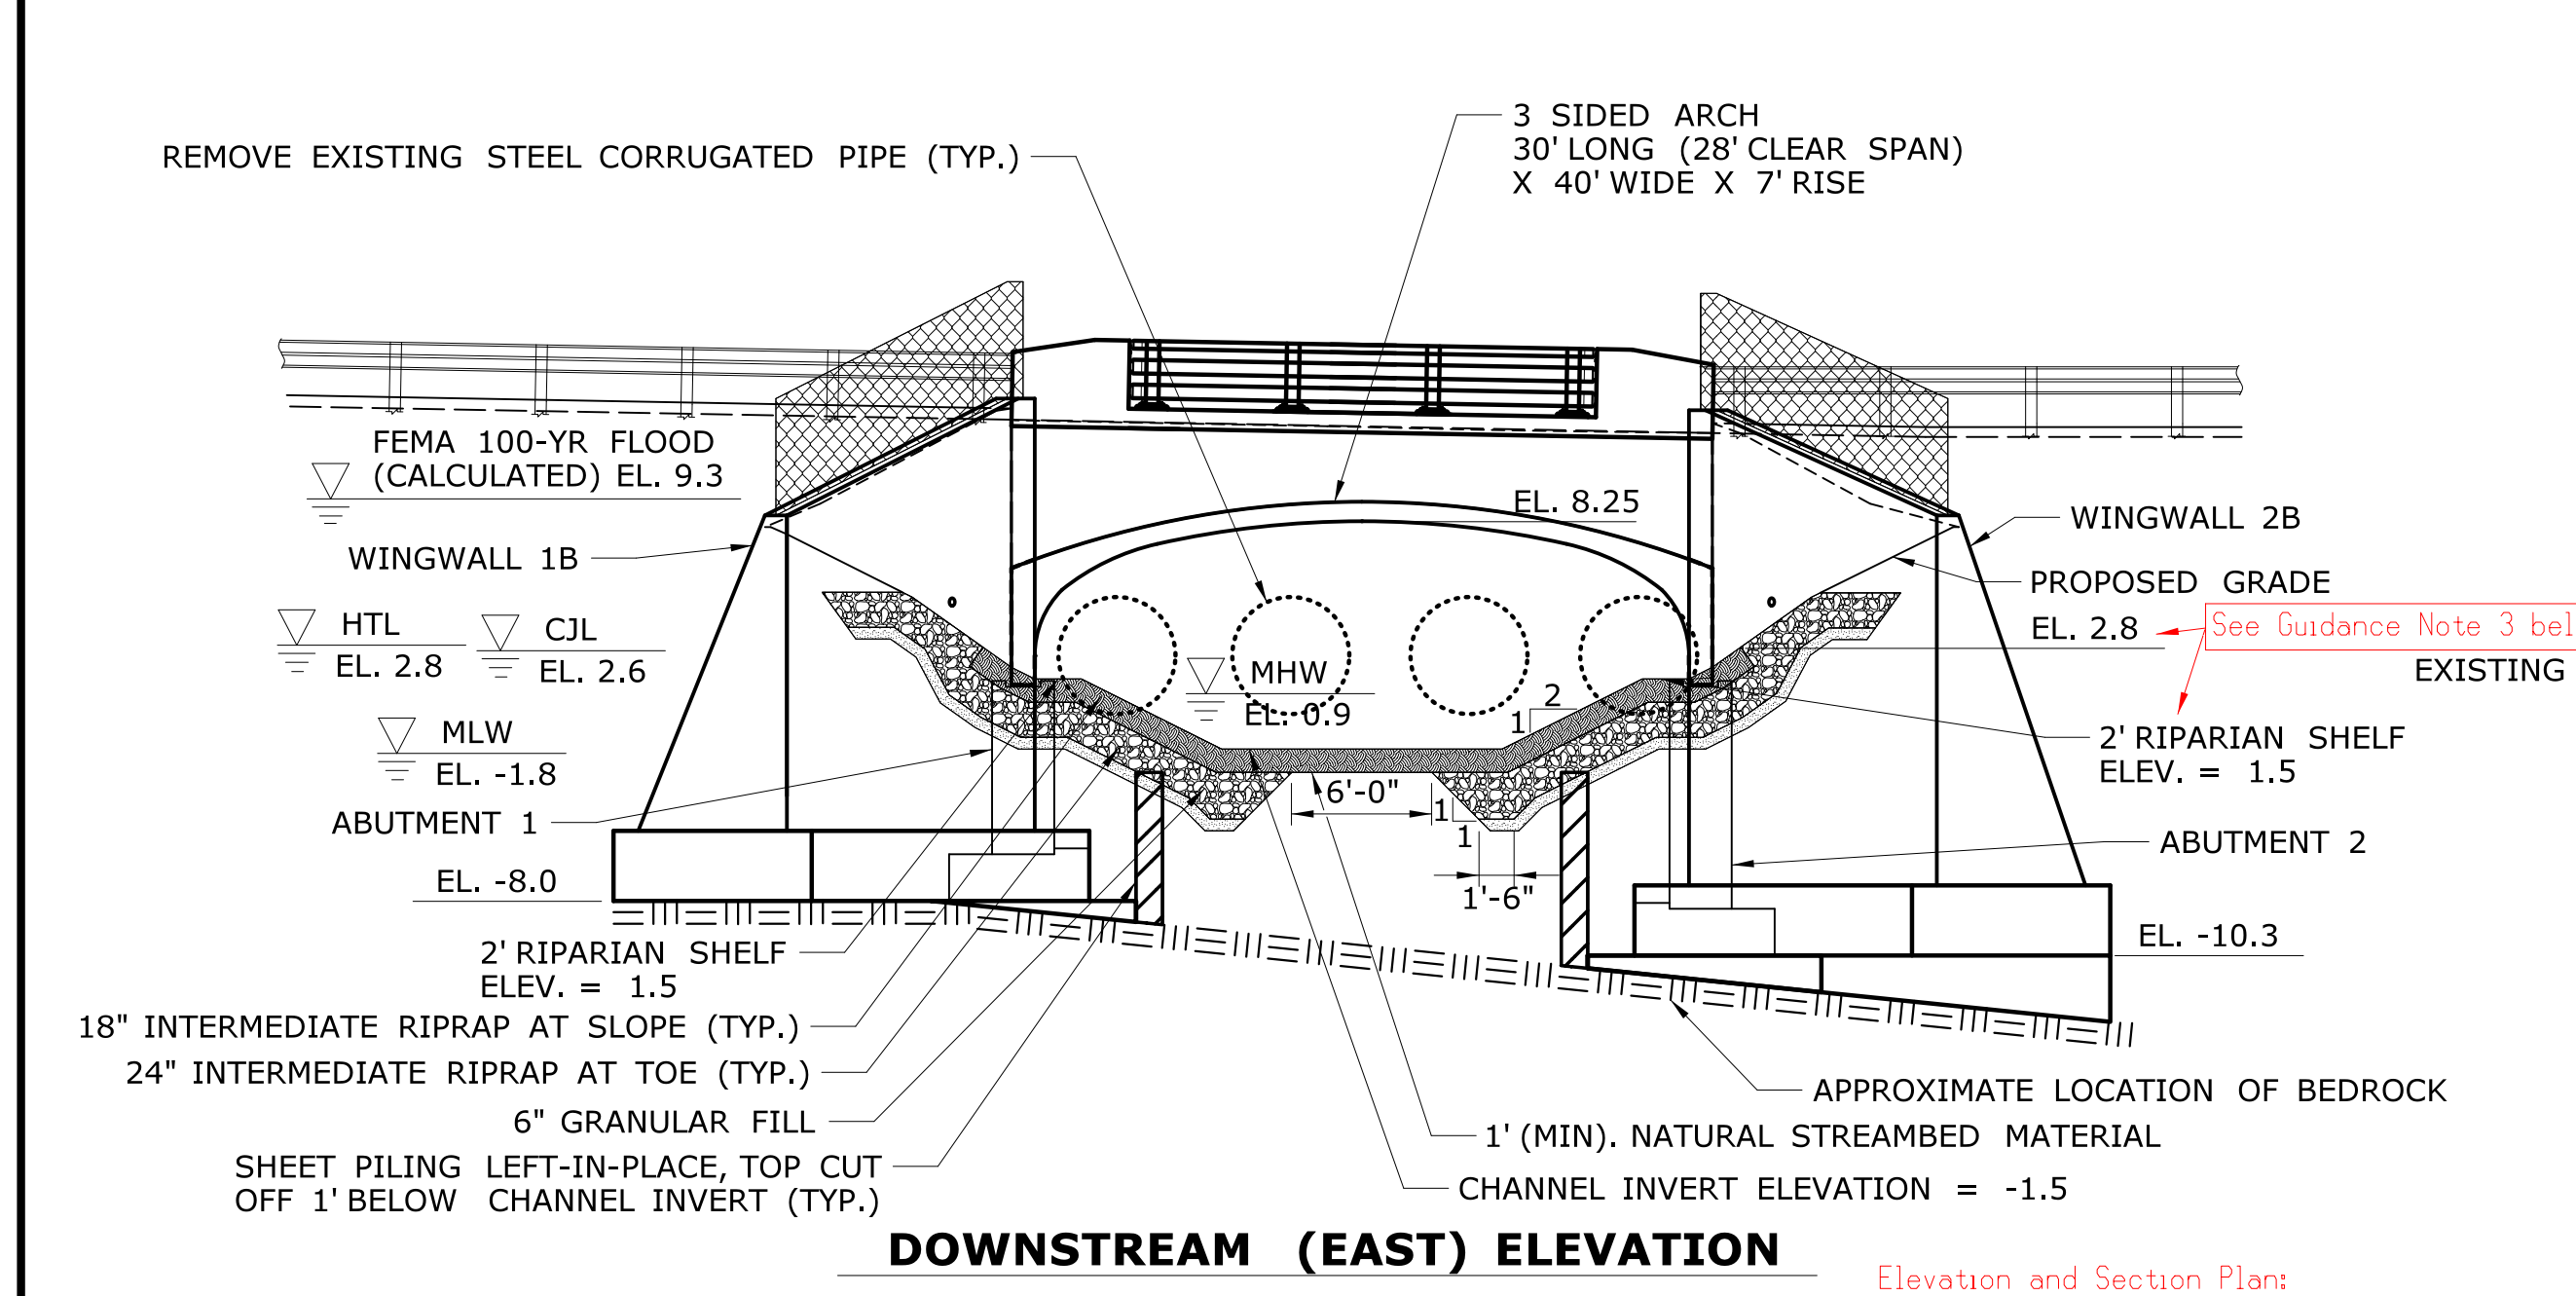 REMOVE EXISTING STEEL CORRUGATED PIPE (TYP.)
3 SIDED ARCH
30' LONG (28' CLEAR SPAN)
X 40' WIDE X 7' RISE
FEMA 100-YR FLOOD
(CALCULATED) EL. 9.3
EL. 8.25
WINGWALL 1B
WINGWALL 2B
PROPOSED GRADE
HTL
EL. 2.8
CJL
EL. 2.6
EL. 2.8
See Guidance Note 3 bel
EXISTING
MHW
EL. 0.9
2
1
MLW
EL. -1.8
2' RIPARIAN SHELF
ELEV. = 1.5
6'-0"
1
1
1'-6"
ABUTMENT 1
ABUTMENT 2
EL. -8.0
EL. -10.3
2' RIPARIAN SHELF
ELEV. = 1.5
18" INTERMEDIATE RIPRAP AT SLOPE (TYP.)
24" INTERMEDIATE RIPRAP AT TOE (TYP.)
6" GRANULAR FILL
SHEET PILING LEFT-IN-PLACE, TOP CUT
OFF 1' BELOW CHANNEL INVERT (TYP.)
APPROXIMATE LOCATION OF BEDROCK
1' (MIN). NATURAL STREAMBED MATERIAL
CHANNEL INVERT ELEVATION = -1.5
DOWNSTREAM (EAST) ELEVATION
Elevation and Section Plan: